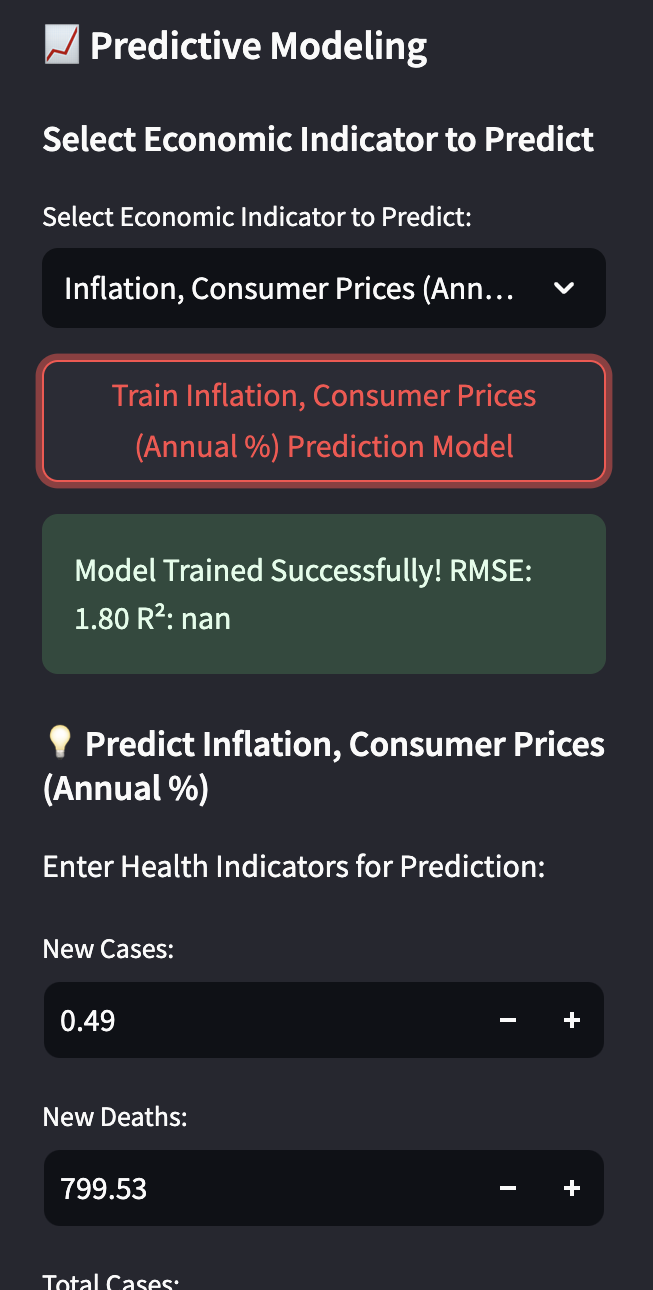 📈 Predictive Modeling
Select Economic Indicator to Predict
Select Economic Indicator to Predict:
Inflation, Consumer Prices (Ann...
Train Inflation, Consumer Prices
(Annual %) Prediction Model
Model Trained Successfully! RMSE:
1.80 R²: nan
💡 Predict Inflation, Consumer Prices
(Annual %)
Enter Health Indicators for Prediction:
New Cases:
0.49 − +
New Deaths:
799.53 − +
Total Cases: